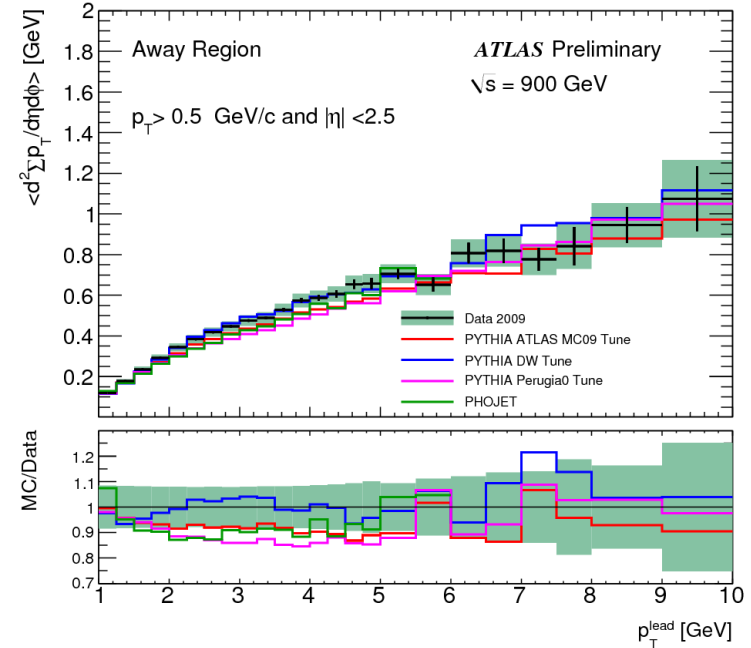 Away Region
ATLAS Preliminary
√s = 900 GeV
p_T> 0.5 GeV/c and |η| <2.5
<d²Σp_T/dηdϕ> [GeV]
2
1.8
1.6
1.4
1.2
1
0.8
0.6
0.4
0.2
Data 2009
PYTHIA ATLAS MC09 Tune
PYTHIA DW Tune
PYTHIA Perugia0 Tune
PHOJET
MC/Data
1.2
1.1
1
0.9
0.8
0.7
1 2 3 4 5 6 7 8 9 10
p_T^lead [GeV]